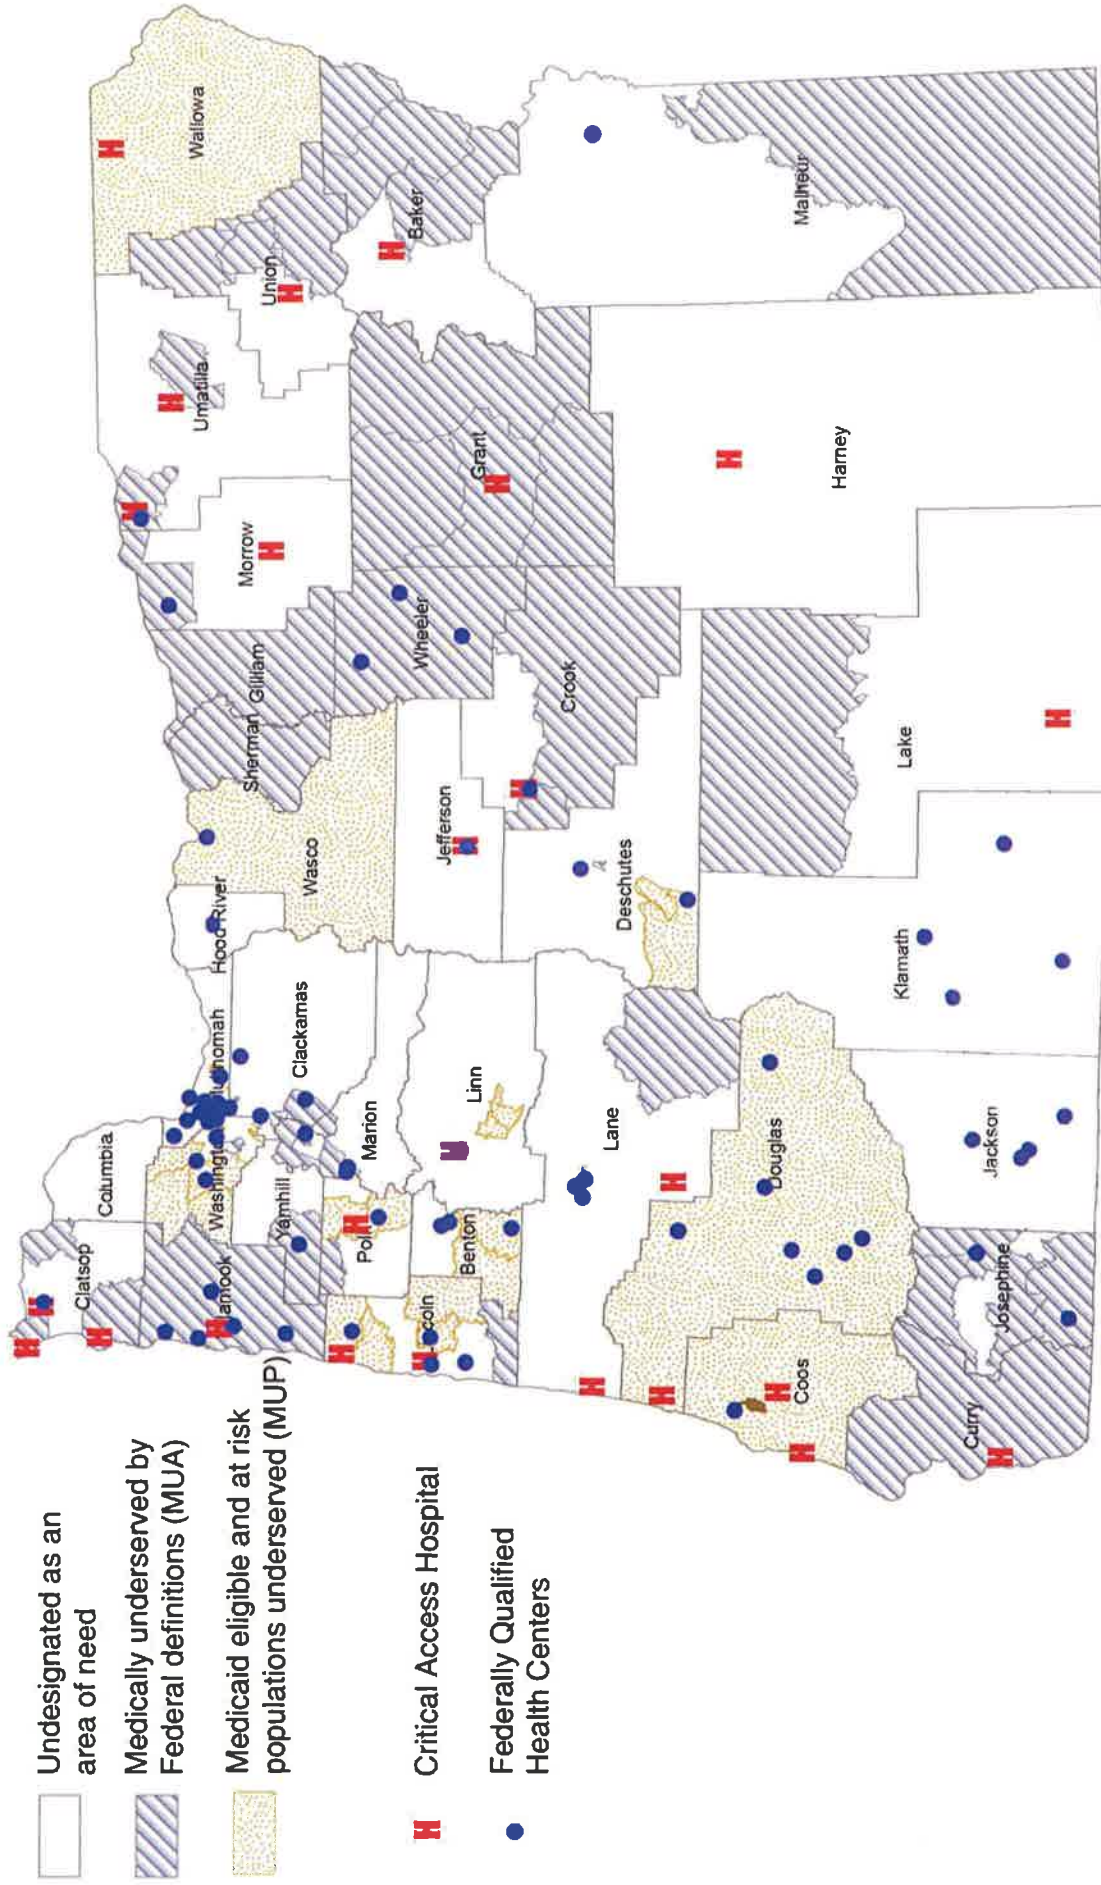 Undesignated as an
area of need
Medically underserved by
Federal definitions (MUA)
Medicaid eligible and at risk
populations underserved (MUP)
H Critical Access Hospital
Federally Qualified
Health Centers
Clatsop
Columbia
Tillamook
Washington
Multnomah
Hood River
Wasco
Sherman
Gilliam
Morrow
Umatilla
Union
Wallowa
Yamhill
Clackamas
Polk
Marion
Lincoln
Benton
Linn
Jefferson
Wheeler
Grant
Baker
Crook
Deschutes
Lane
Malheur
Harney
Lake
Klamath
Douglas
Coos
Curry
Josephine
Jackson